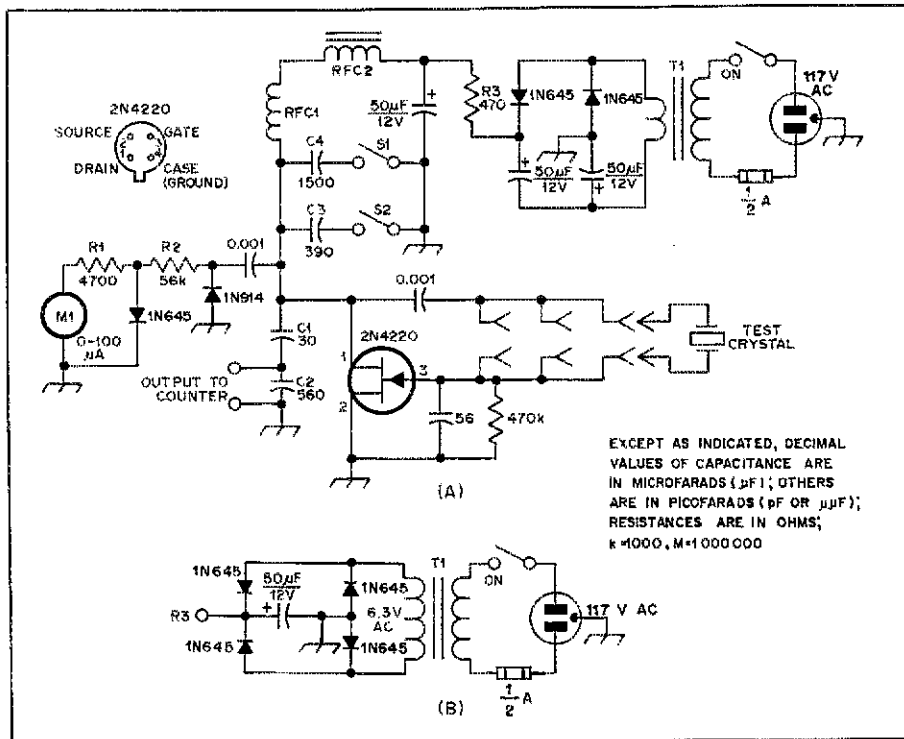 RFC2
T1
ON
117 V
AC
2N4220
SOURCE
GATE
DRAIN
CASE
(GROUND)
RFC1
+
50µF
12V
R3
470
1N645
1N645
C4
1500
S1
+
50µF
12V
+
50µF
12V
1
2
A
C3
390
S2
R1
4700
R2
56k
0.001
1N914
M1
1N645
0-100
µA
C1
30
OUTPUT TO
COUNTER
C2
560
0.001
2N4220
1
2
3
56
470k
TEST
CRYSTAL
(A)
EXCEPT AS INDICATED, DECIMAL
VALUES OF CAPACITANCE ARE
IN MICROFARADS (µF); OTHERS
ARE IN PICOFARADS (pF OR µµF);
RESISTANCES ARE IN OHMS;
k=1000, M=1000000
1N645
50µF
12V
+
R3
1N645
1N645
1N645
T1
6.3V
AC
ON
117 V AC
1
2
A
(B)